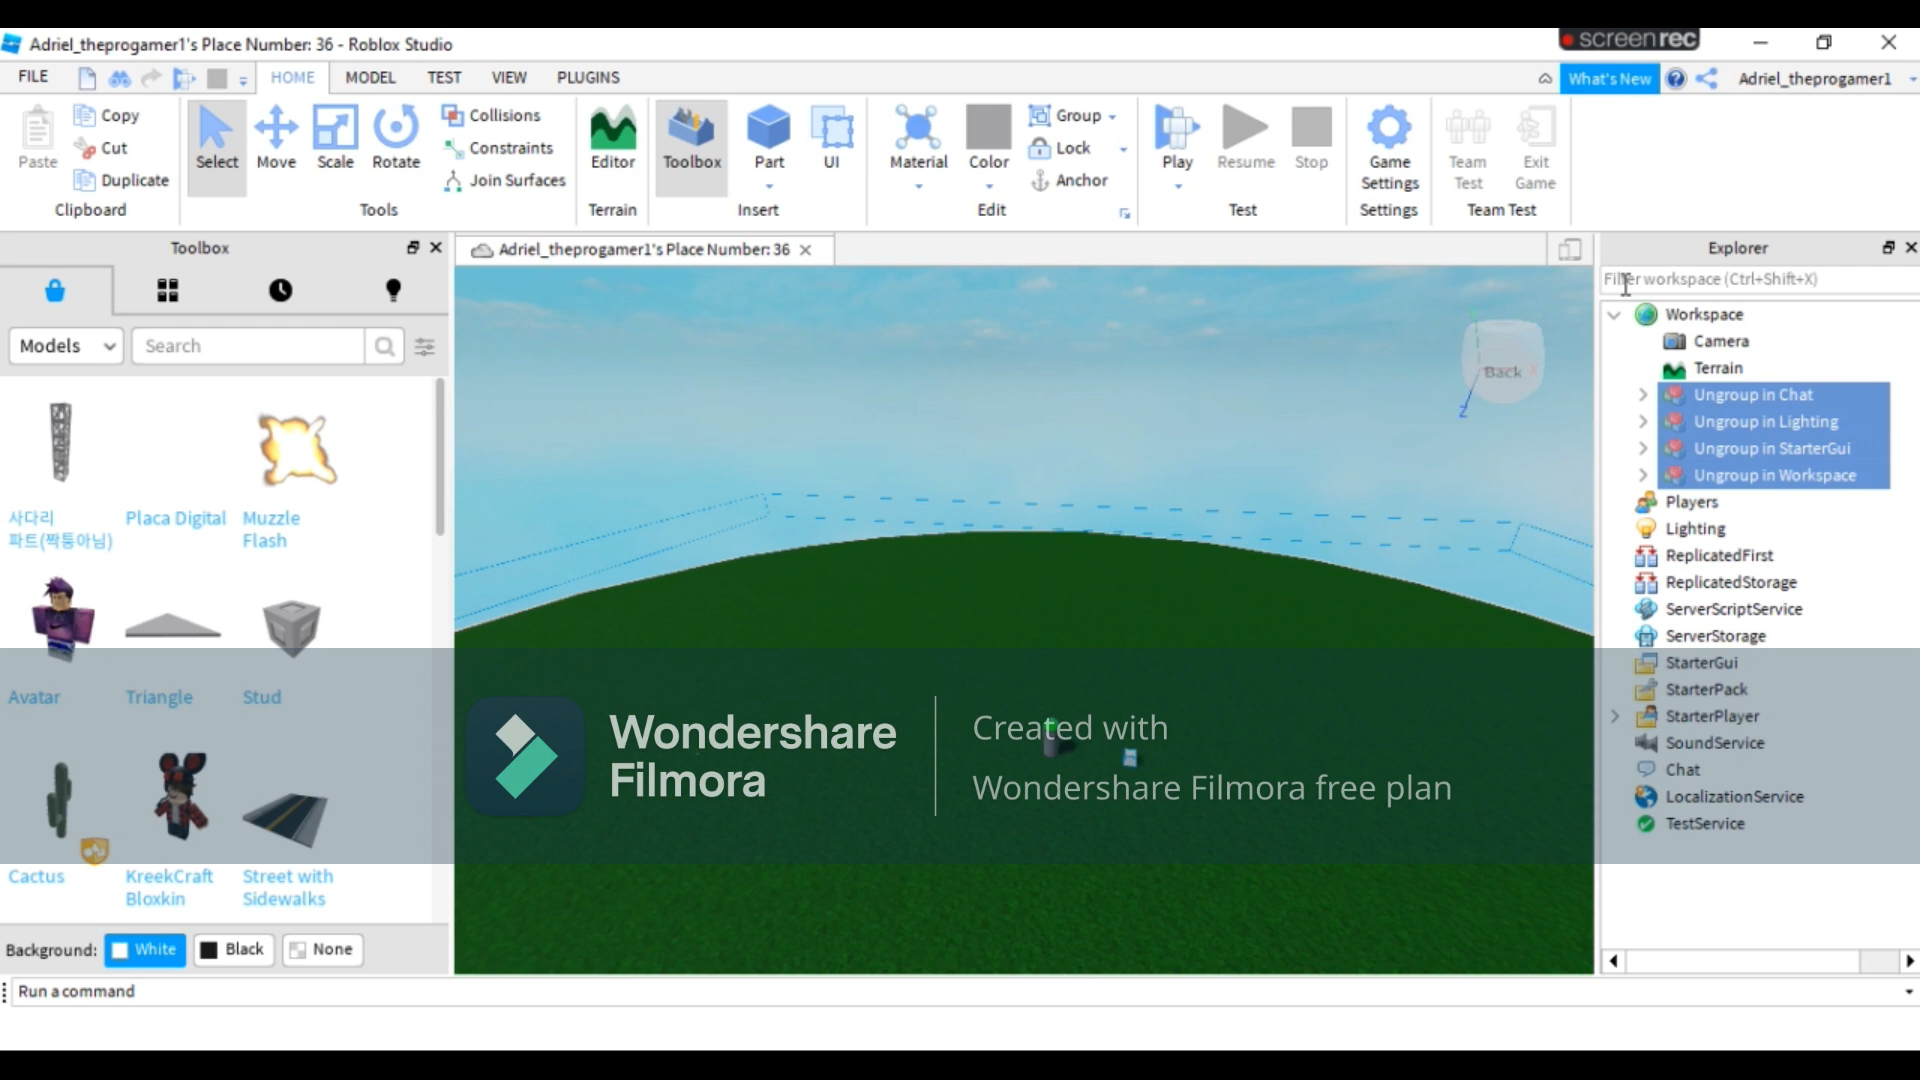 Adriel_theprogamer1's Place Number: 36 - Roblox Studio
screenrec
FILE
HOME
MODEL
TEST
VIEW
PLUGINS
What's New
Adriel_theprogamer1
Paste
Copy
Cut
Duplicate
Clipboard
Select
Move
Scale
Rotate
Collisions
Constraints
Join Surfaces
Tools
Editor
Terrain
Toolbox
Part
UI
Insert
Material
Color
Group
Lock
Anchor
Edit
Play
Resume
Stop
Test
Game
Settings
Settings
Team
Test
Exit
Game
Team Test
Toolbox
Models
Search
사다리
파트(짝퉁아님)
Placa Digital
Muzzle
Flash
Avatar
Triangle
Stud
Cactus
KreekCraft
Bloxkin
Street with
Sidewalks
Background:
White
Black
None
Run a command
Adriel_theprogamer1's Place Number: 36
Back
X
Z
Wondershare
Filmora
Created with
Wondershare Filmora free plan
Explorer
Filter workspace (Ctrl+Shift+X)
Workspace
Camera
Terrain
Ungroup in Chat
Ungroup in Lighting
Ungroup in StarterGui
Ungroup in Workspace
Players
Lighting
ReplicatedFirst
ReplicatedStorage
ServerScriptService
ServerStorage
StarterGui
StarterPack
StarterPlayer
SoundService
Chat
LocalizationService
TestService